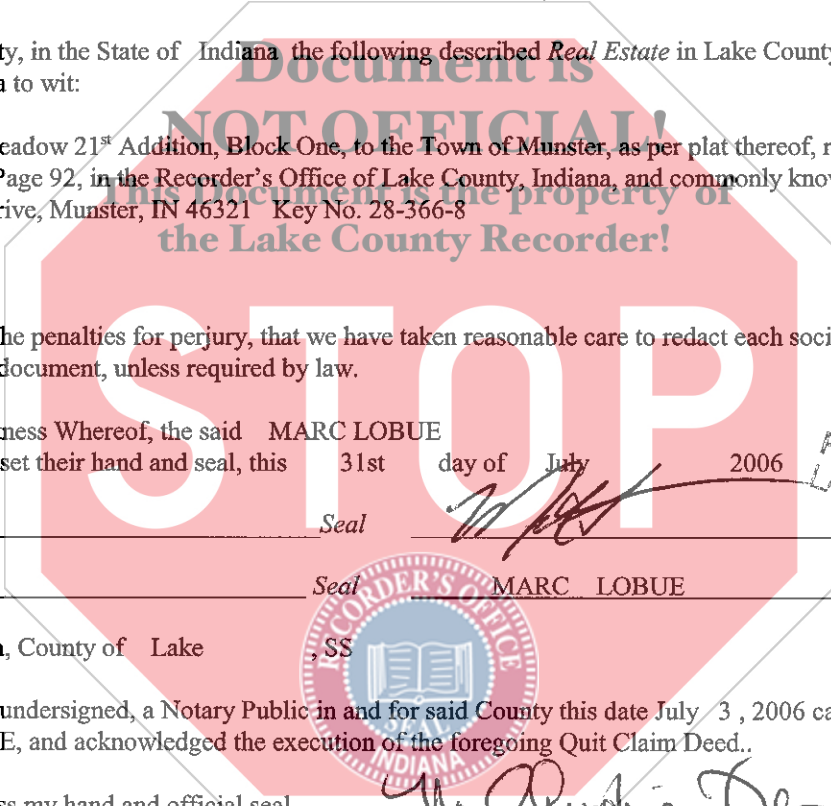 ty, in the State of Indiana the following described Real Estate in Lake County
a to wit:
Document is
NOT OFFICIAL!
This Document is the property of
the Lake County Recorder!
eadow 21st Addition, Block One, to the Town of Munster, as per plat thereof, r
Page 92, in the Recorder's Office of Lake County, Indiana, and commonly know
rive, Munster, IN 46321 Key No. 28-366-8
STOP
he penalties for perjury, that we have taken reasonable care to redact each soci
document, unless required by law.
ness Whereof, the said MARC LOBUE
set their hand and seal, this 31st day of July 2006
Seal
Seal MARC LOBUE
RECORDER'S OFFICE
SEAL
INDIANA
, County of Lake , SS
undersigned, a Notary Public in and for said County this date July 3 , 2006 ca
E, and acknowledged the execution of the foregoing Quit Claim Deed..
ss my hand and official seal